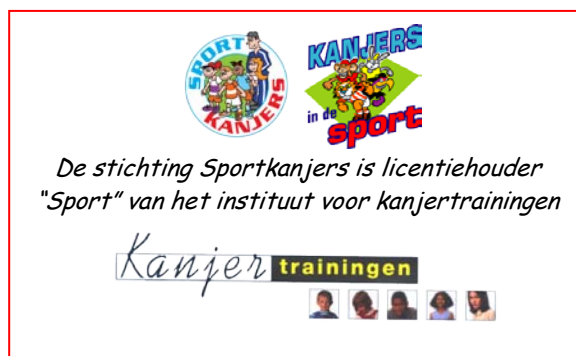 SPORT KANJERS
KANJERS
in de
sport
De stichting Sportkanjers is licentiehouder
"Sport" van het instituut voor kanjertrainingen
Kanjer trainingen